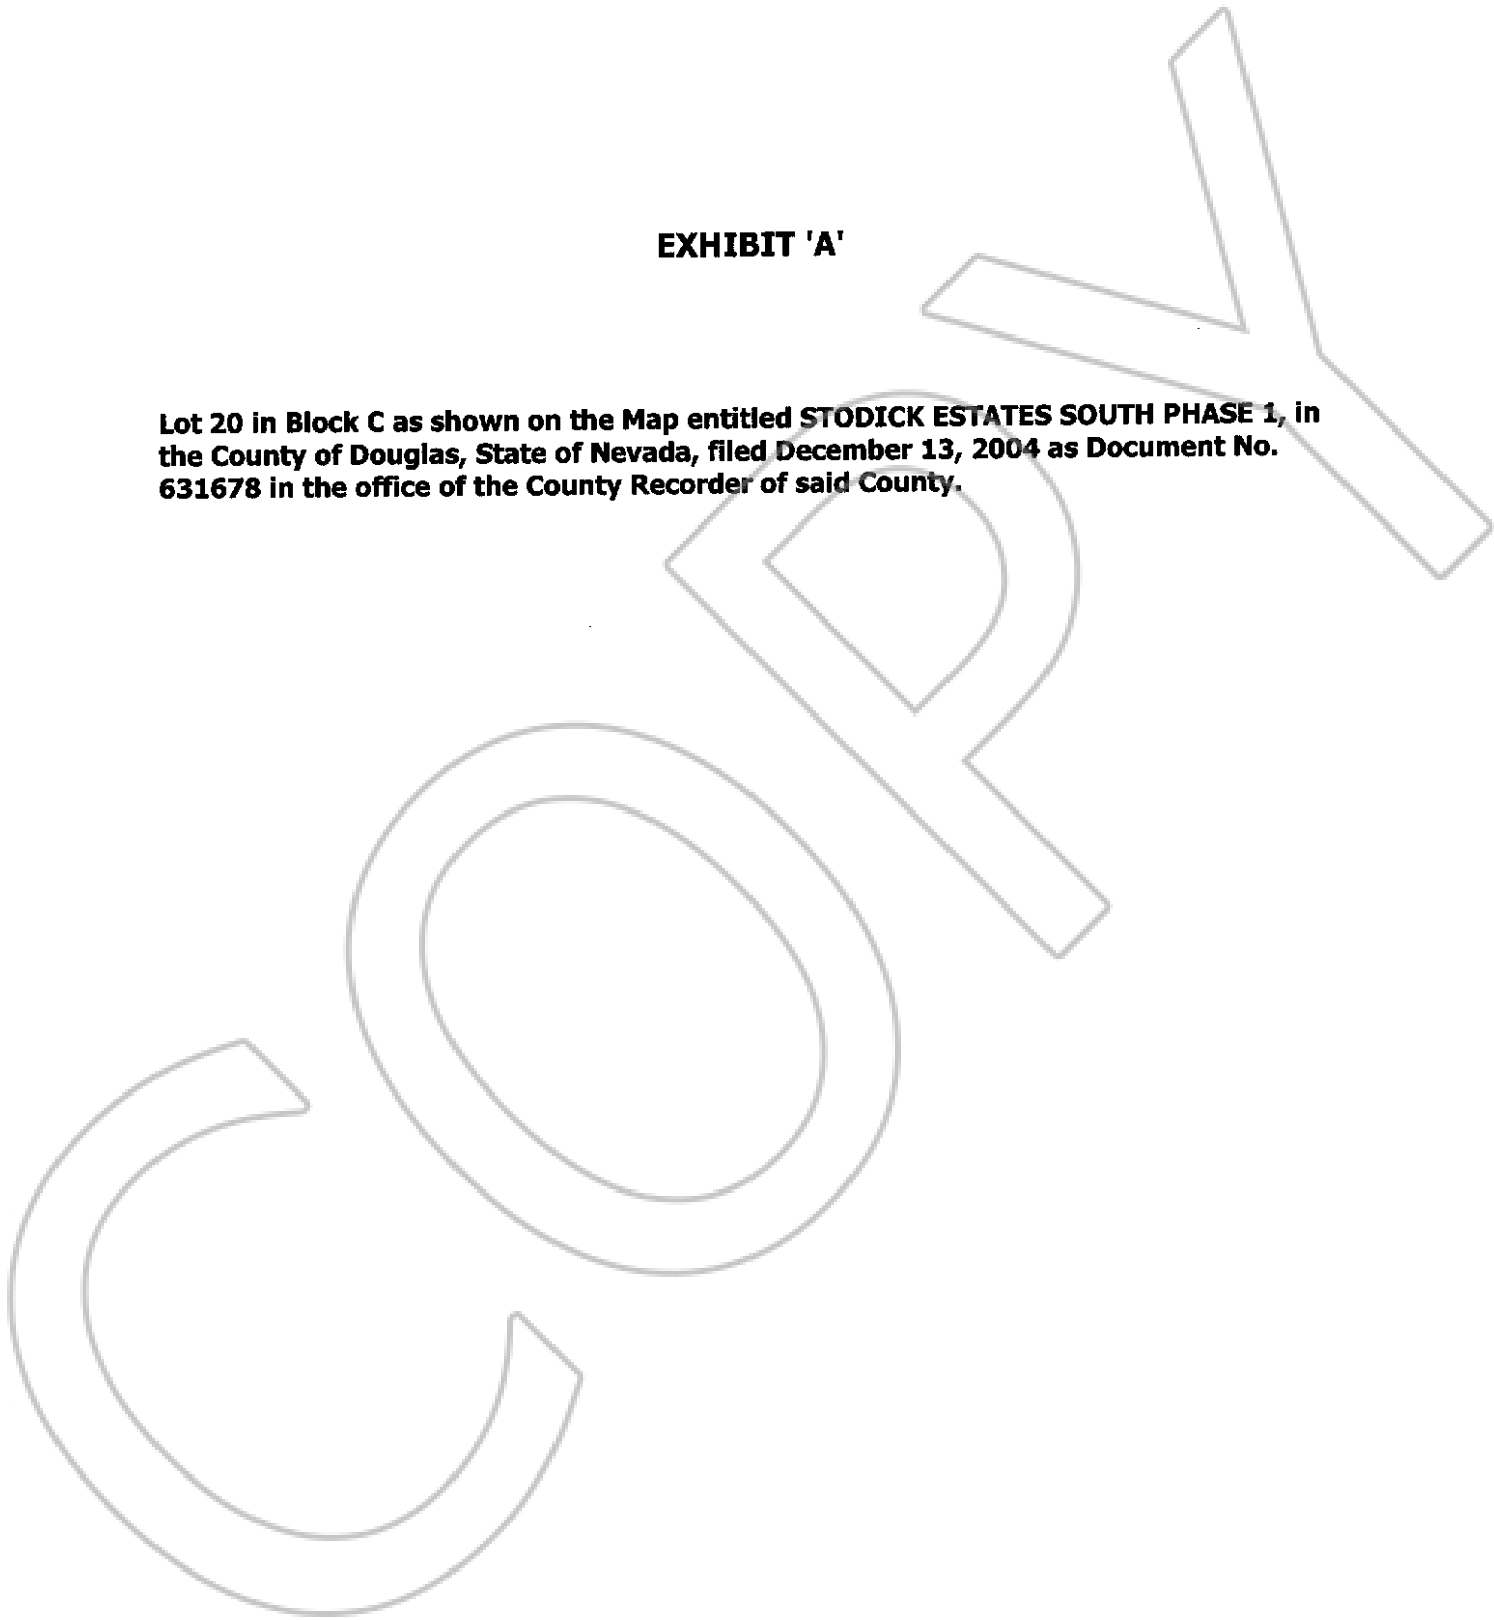 EXHIBIT 'A'
Lot 20 in Block C as shown on the Map entitled STODICK ESTATES SOUTH PHASE 1, in
the County of Douglas, State of Nevada, filed December 13, 2004 as Document No.
631678 in the office of the County Recorder of said County.
COPY